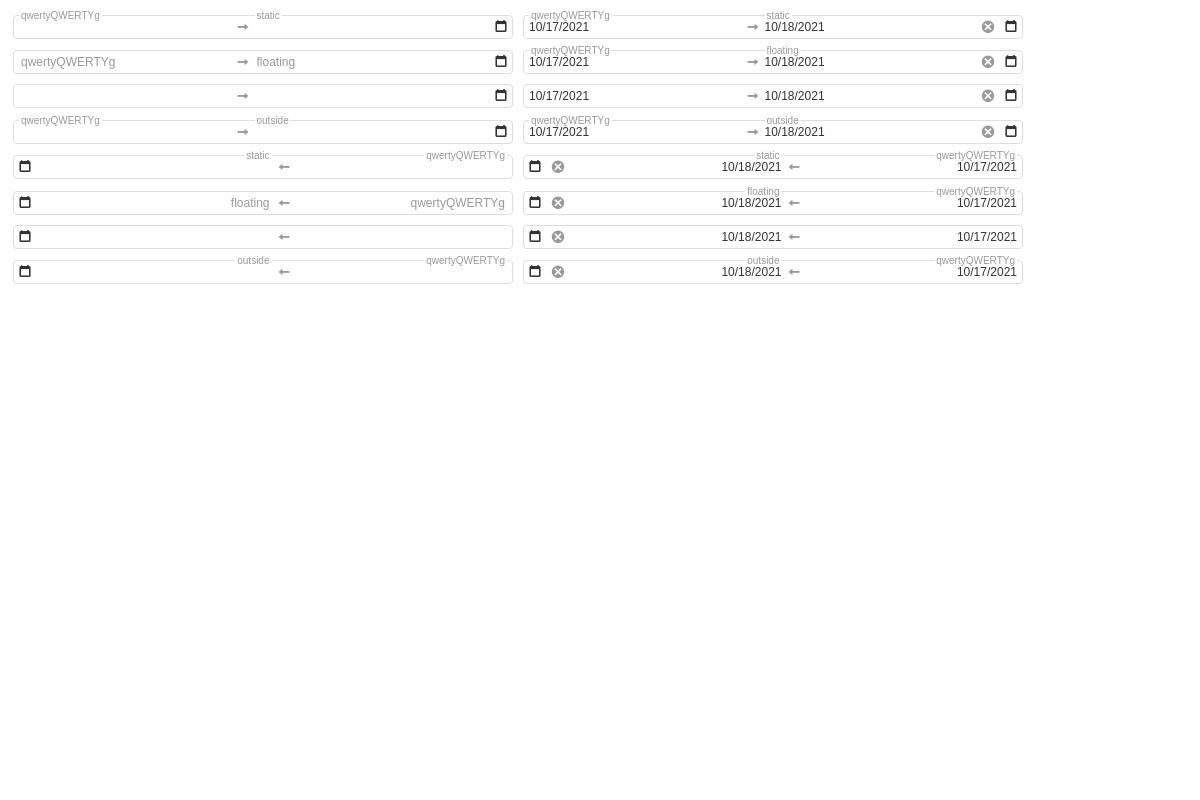 qwertyQWERTYg static qwertyQWERTYg static
10/17/2021 10/18/2021
qwertyQWERTYg floating
qwertyQWERTYg floating 10/17/2021 10/18/2021
10/17/2021 10/18/2021
qwertyQWERTYg outside qwertyQWERTYg outside
10/17/2021 10/18/2021
static qwertyQWERTYg static qwertyQWERTYg
10/18/2021 10/17/2021
floating qwertyQWERTYg
floating qwertyQWERTYg 10/18/2021 10/17/2021
10/18/2021 10/17/2021
outside qwertyQWERTYg outside qwertyQWERTYg
10/18/2021 10/17/2021